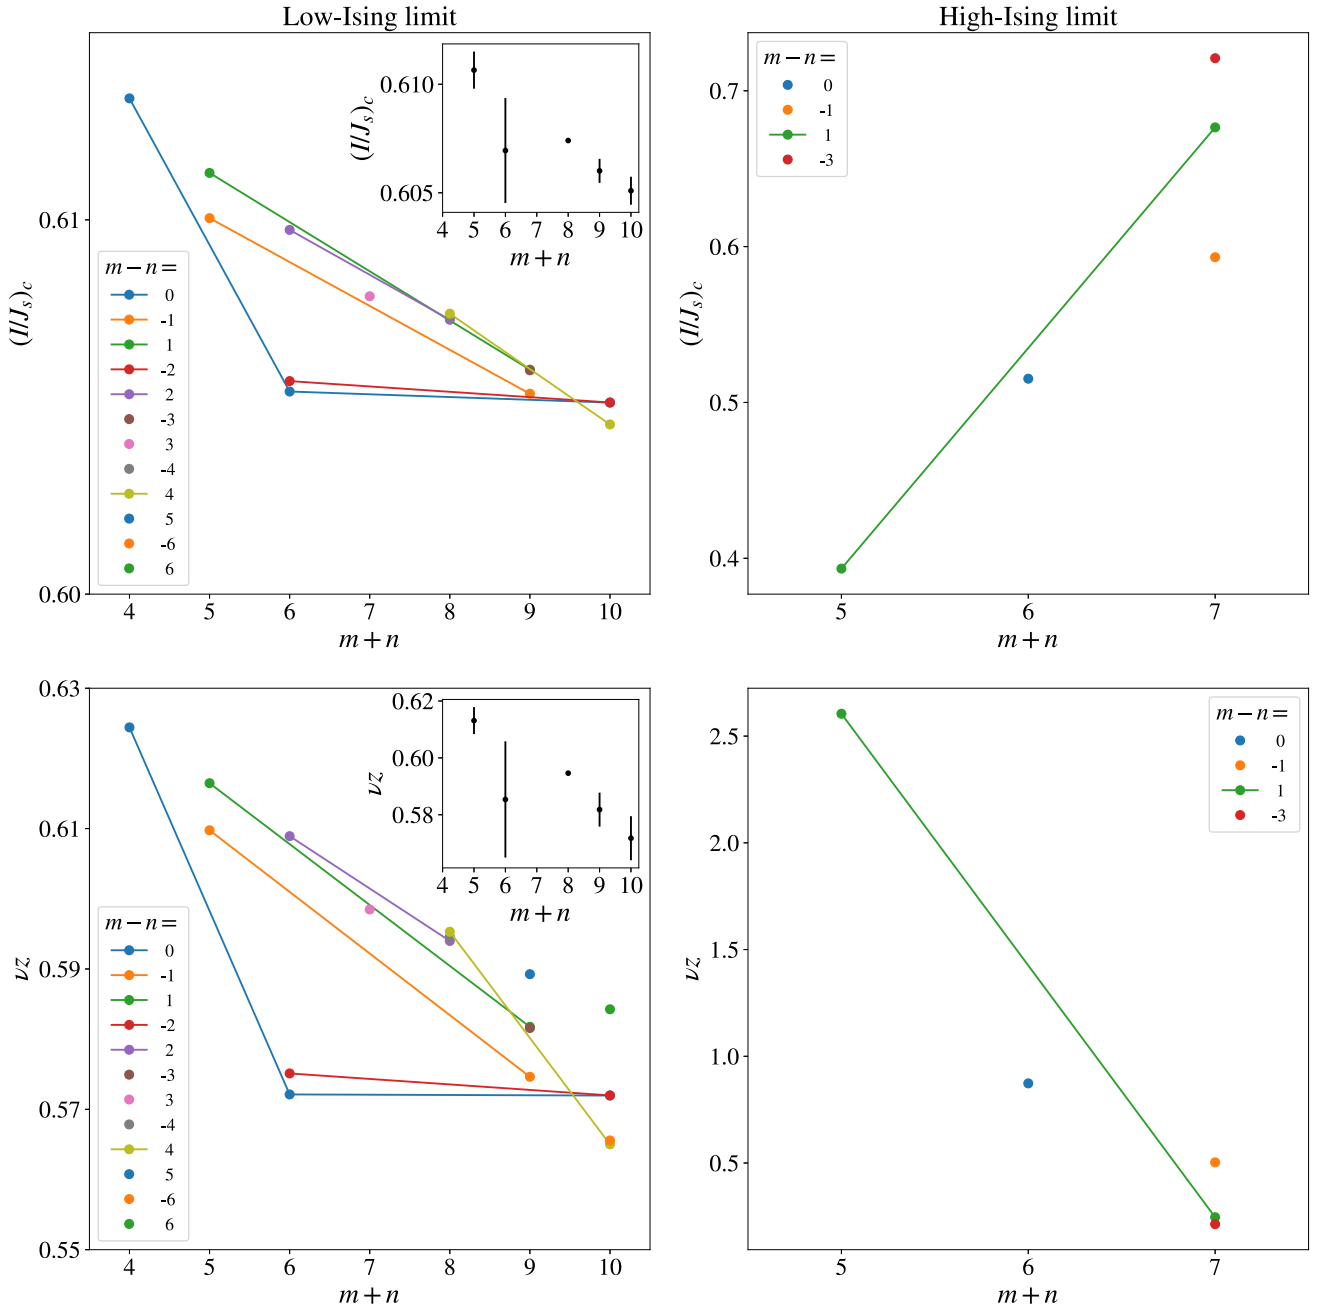 Low-Ising limit
(I/J_s)_c
0.61
0.60
4 5 6 7 8 9 10
m + n
m − n =
0
-1
1
-2
2
-3
3
-4
4
5
-6
6
(I/J_s)_c
0.610
0.605
4 5 6 7 8 9 10
m + n
High-Ising limit
(I/J_s)_c
0.7
0.6
0.5
0.4
5 6 7
m + n
m − n =
0
-1
1
-3
νz
0.63
0.61
0.59
0.57
0.55
4 5 6 7 8 9 10
m + n
m − n =
0
-1
1
-2
2
-3
3
-4
4
5
-6
6
νz
0.62
0.60
0.58
4 5 6 7 8 9 10
m + n
νz
2.5
2.0
1.5
1.0
0.5
5 6 7
m + n
m − n =
0
-1
1
-3